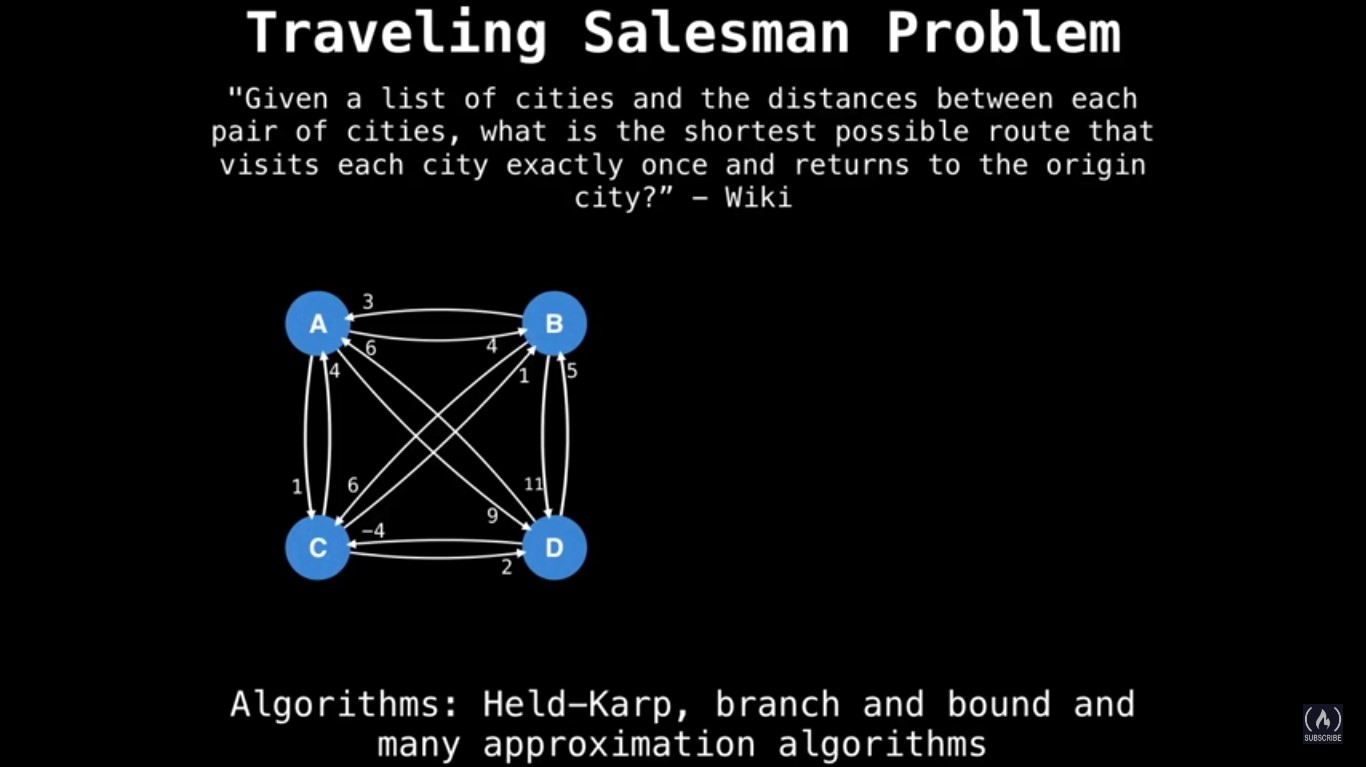 Traveling Salesman Problem
"Given a list of cities and the distances between each
pair of cities, what is the shortest possible route that
visits each city exactly once and returns to the origin
city?” – Wiki
3
A B
6 4
4 1 5
1 6 11
9
−4
C D
2
Algorithms: Held–Karp, branch and bound and
many approximation algorithms
SUBSCRIBE